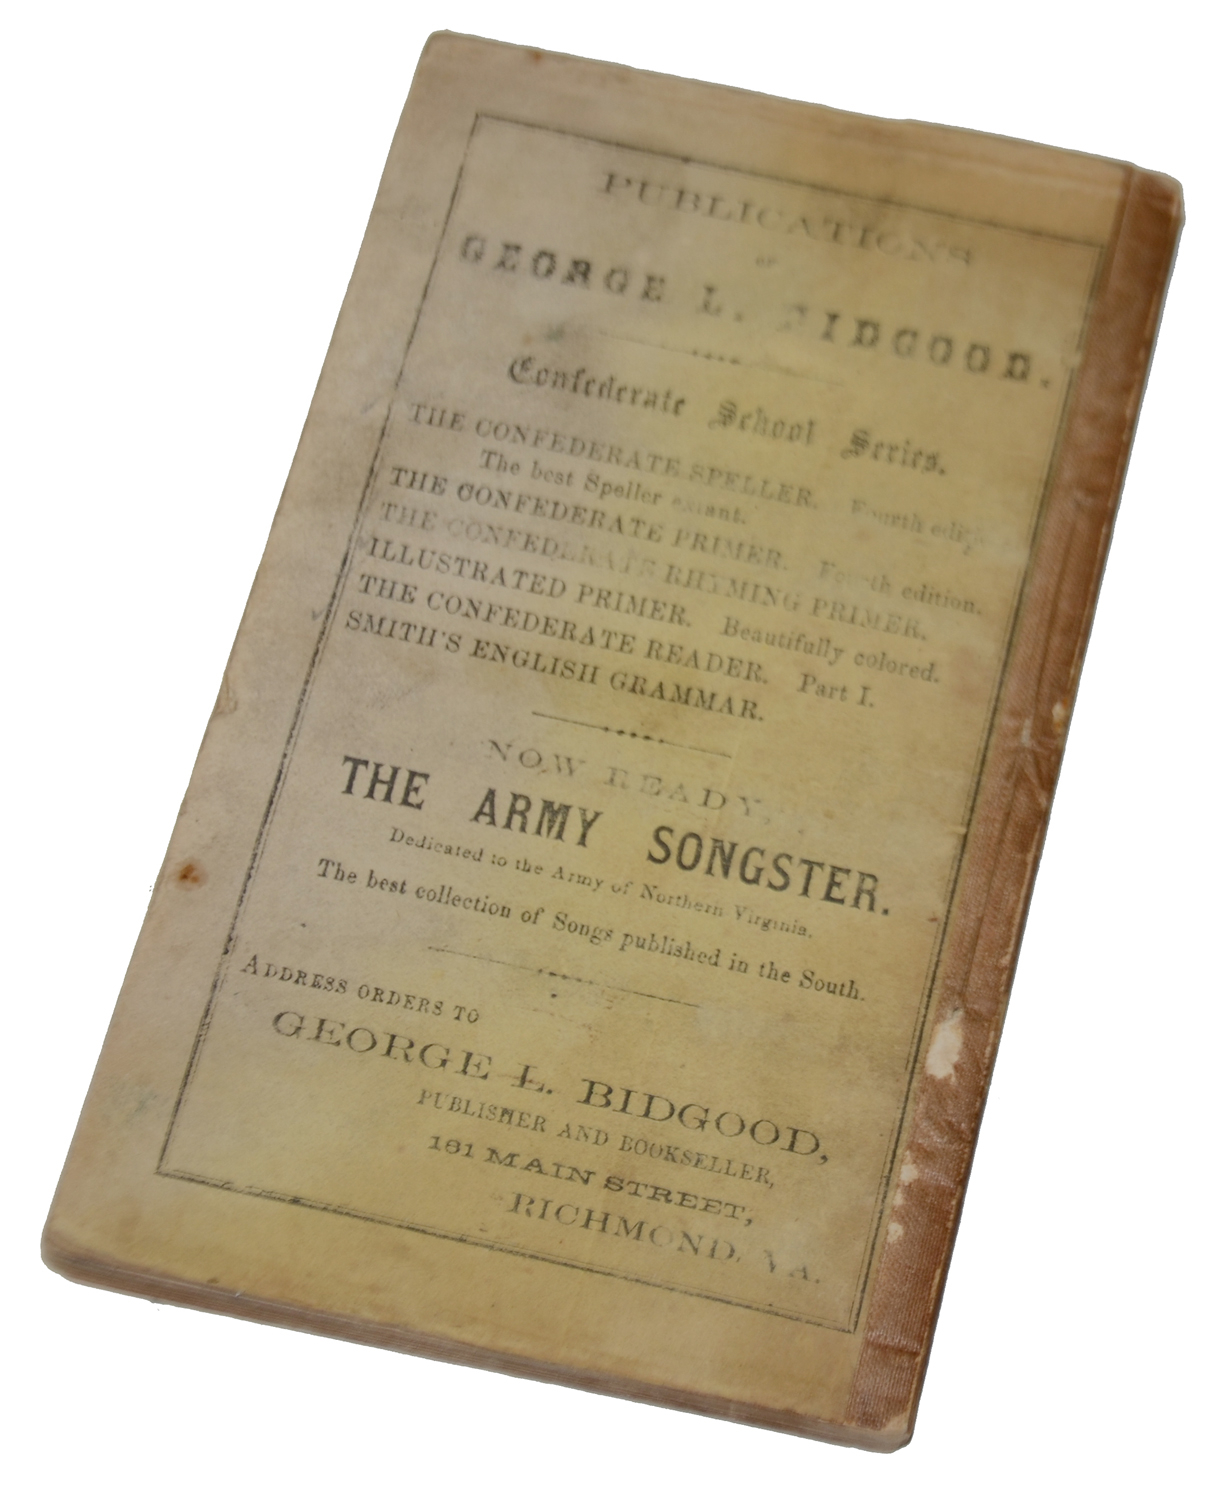 PUBLICATIONS
OF
GEORGE L. BIDGOOD.
Confederate School Series.
THE CONFEDERATE SPELLER. Fourth edition.
The best Speller extant.
THE CONFEDERATE PRIMER. Fourth edition.
THE CONFEDERATE RHYMING PRIMER.
ILLUSTRATED PRIMER. Beautifully colored.
THE CONFEDERATE READER. Part I.
SMITH'S ENGLISH GRAMMAR.
NOW READY,
THE ARMY SONGSTER.
Dedicated to the Army of Northern Virginia.
The best collection of Songs published in the South.
ADDRESS ORDERS TO
GEORGE L. BIDGOOD,
PUBLISHER AND BOOKSELLER,
161 MAIN STREET,
RICHMOND, VA.